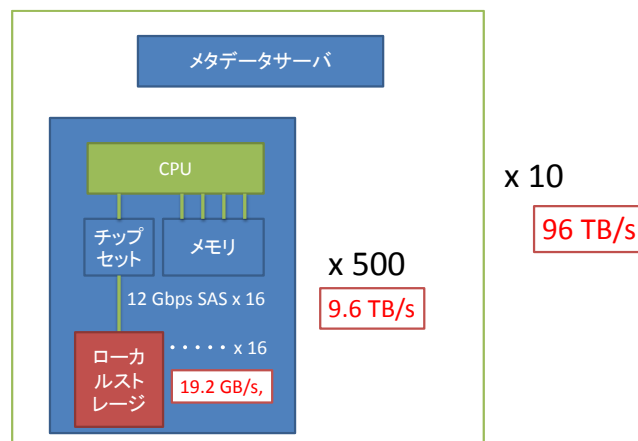 メタデータサーバ
CPU
チップ
セット
メモリ
12 Gbps SAS x 16
ローカ
ルスト
レージ
・・・・・ x 16
19.2 GB/s,
x 500
9.6 TB/s
x 10
96 TB/s